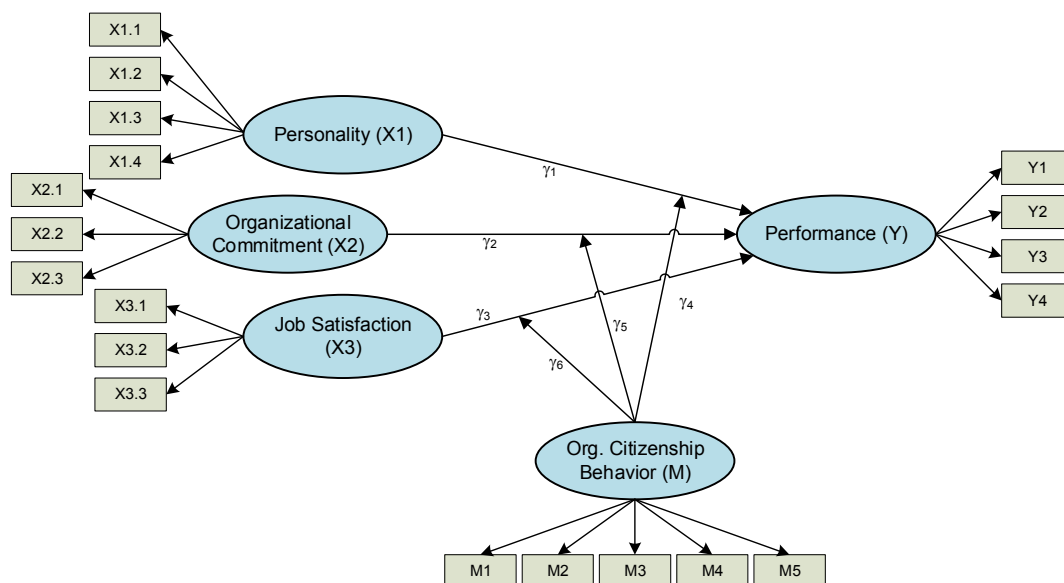 X1.1
X1.2
X1.3
X1.4
Personality (X1)
γ1
X2.1
X2.2
X2.3
Organizational
Commitment (X2)
γ2
X3.1
X3.2
X3.3
Job Satisfaction
(X3)
γ3
γ4
γ5
γ6
Performance (Y)
Y1
Y2
Y3
Y4
Org. Citizenship
Behavior (M)
M1
M2
M3
M4
M5